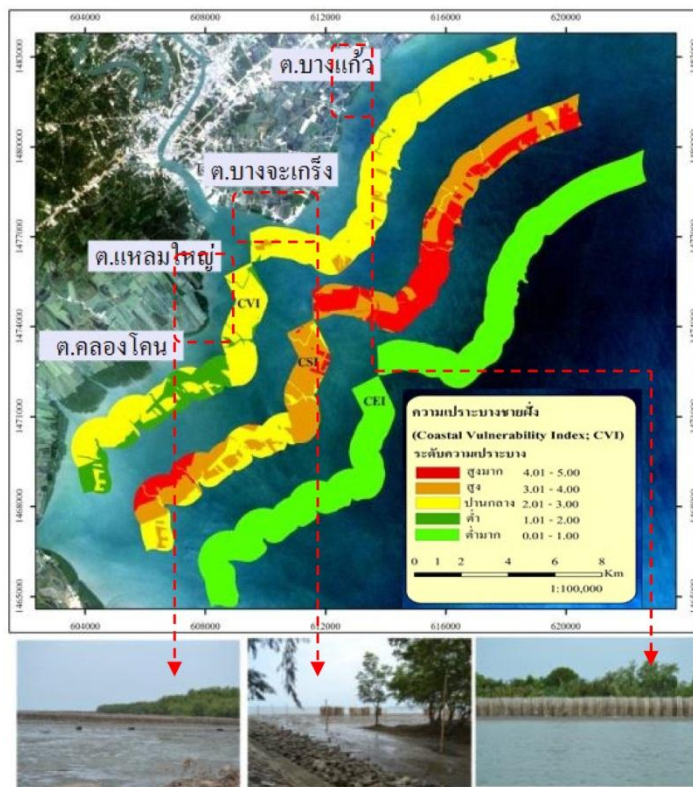 604000 608000 612000 616000 620000
1483000
1480000
1477000
1474000
1471000
1468000
1465000
ต.บางแก้ว
ต.บางจะเกร็ง
ต.แหลมใหญ่
ต.คลองโคน
CVI
CSI
CEI
ความเปราะบางชายฝั่ง
(Coastal Vulnerability Index; CVI)
ระดับความเปราะบาง
สูงมาก 4.01 - 5.00
สูง 3.01 - 4.00
ปานกลาง 2.01 - 3.00
ต่ำ 1.01 - 2.00
ต่ำมาก 0.01 - 1.00
0 1 2 4 6 8
Km
1:100,000
1483000
1480000
1477000
1474000
1471000
1468000
1465000
604000 608000 612000 616000 620000